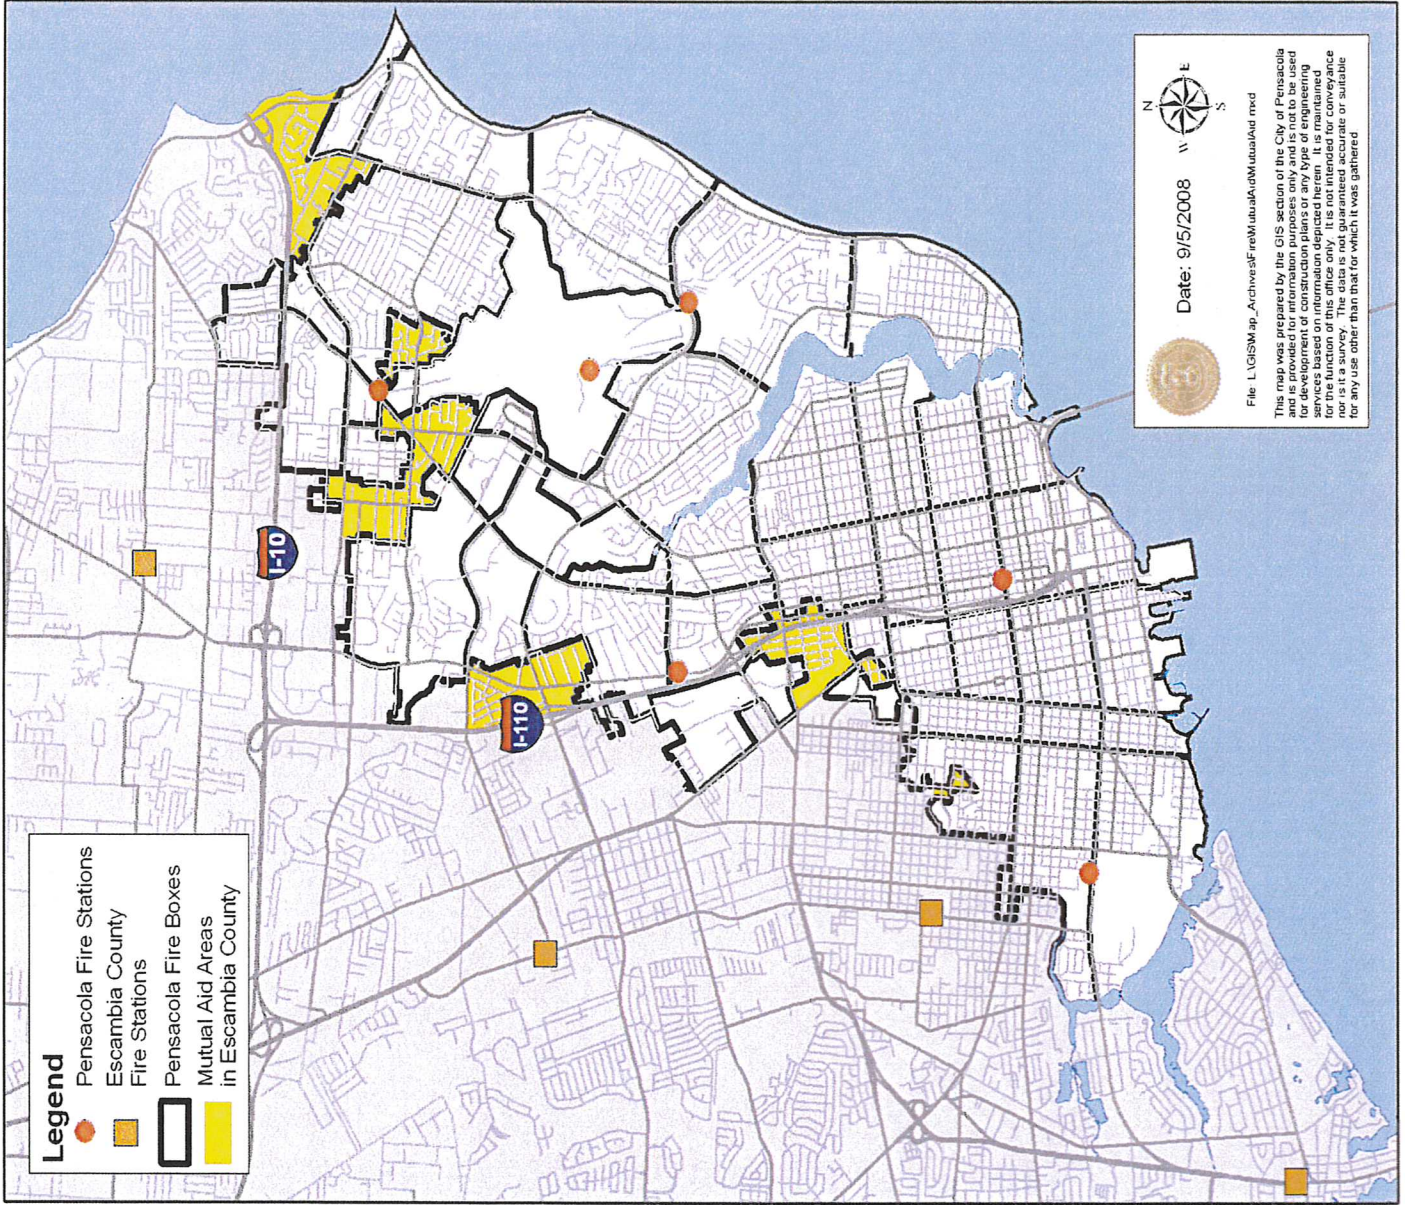 Legend
Pensacola Fire Stations
Escambia County
Fire Stations
Pensacola Fire Boxes
Mutual Aid Areas
in Escambia County
I-10
I-110
N
W
E
S
Date: 9/5/2008
File: L:\GIS\Map_Archives\Fire\MutualAid\MutualAid.mxd
This map was prepared by the GIS section of the City of Pensacola
and is provided for information purposes only and is not to be used
for development of construction plans or any type of engineering
services based on information depicted herein. It is maintained
for the function of this office only. It is not intended for conveyance
nor is it a survey. The data is not guaranteed accurate or suitable
for any use other than that for which it was gathered